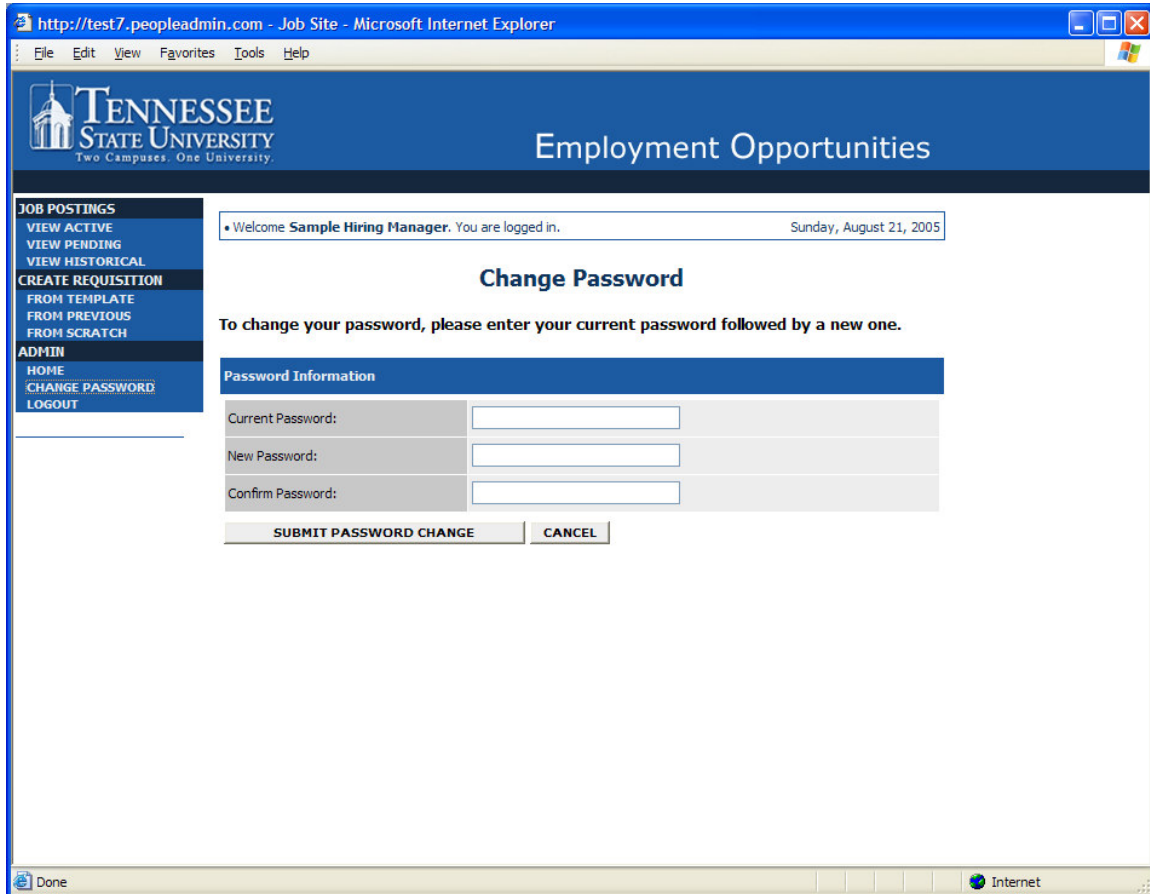 http://test7.peopleadmin.com - Job Site - Microsoft Internet Explorer
File Edit View Favorites Tools Help
TENNESSEE
STATE UNIVERSITY
Two Campuses. One University.
Employment Opportunities
JOB POSTINGS
VIEW ACTIVE
VIEW PENDING
VIEW HISTORICAL
CREATE REQUISITION
FROM TEMPLATE
FROM PREVIOUS
FROM SCRATCH
ADMIN
HOME
CHANGE PASSWORD
LOGOUT
• Welcome Sample Hiring Manager. You are logged in. Sunday, August 21, 2005
Change Password
To change your password, please enter your current password followed by a new one.
Password Information
Current Password:
New Password:
Confirm Password:
SUBMIT PASSWORD CHANGE CANCEL
Done Internet